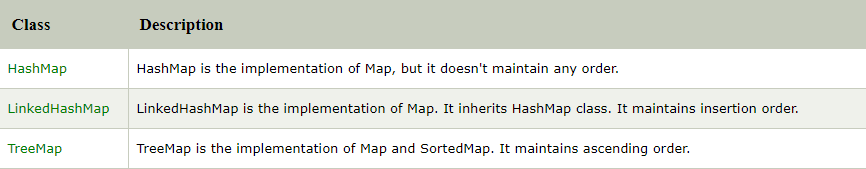 Class Description
HashMap HashMap is the implementation of Map, but it doesn't maintain any order.
LinkedHashMap LinkedHashMap is the implementation of Map. It inherits HashMap class. It maintains insertion order.
TreeMap TreeMap is the implementation of Map and SortedMap. It maintains ascending order.